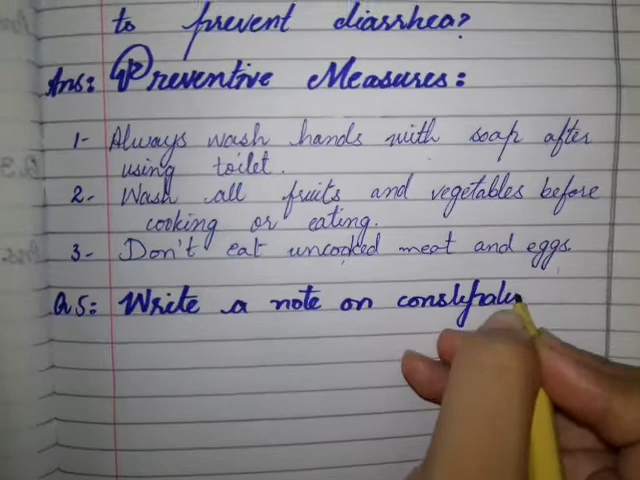 to prevent diarrhea?
Ans: Preventive Measures:
1- Always wash hands with soap after
using toilet.
2- Wash all fruits and vegetables before
cooking or eating.
3- Don't eat uncooked meat and eggs.
Q5: Write a note on